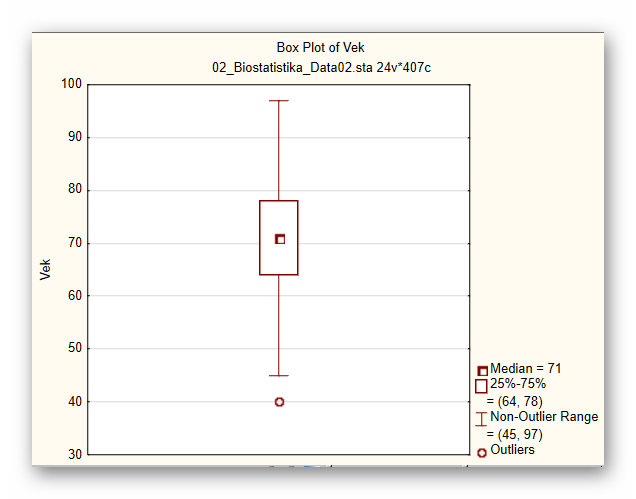 Box Plot of Vek
02_Biostatistika_Data02.sta 24v*407c
100
90
80
70
60
50
40
30
Vek
Median = 71
25%-75%
= (64, 78)
Non-Outlier Range
= (45, 97)
Outliers